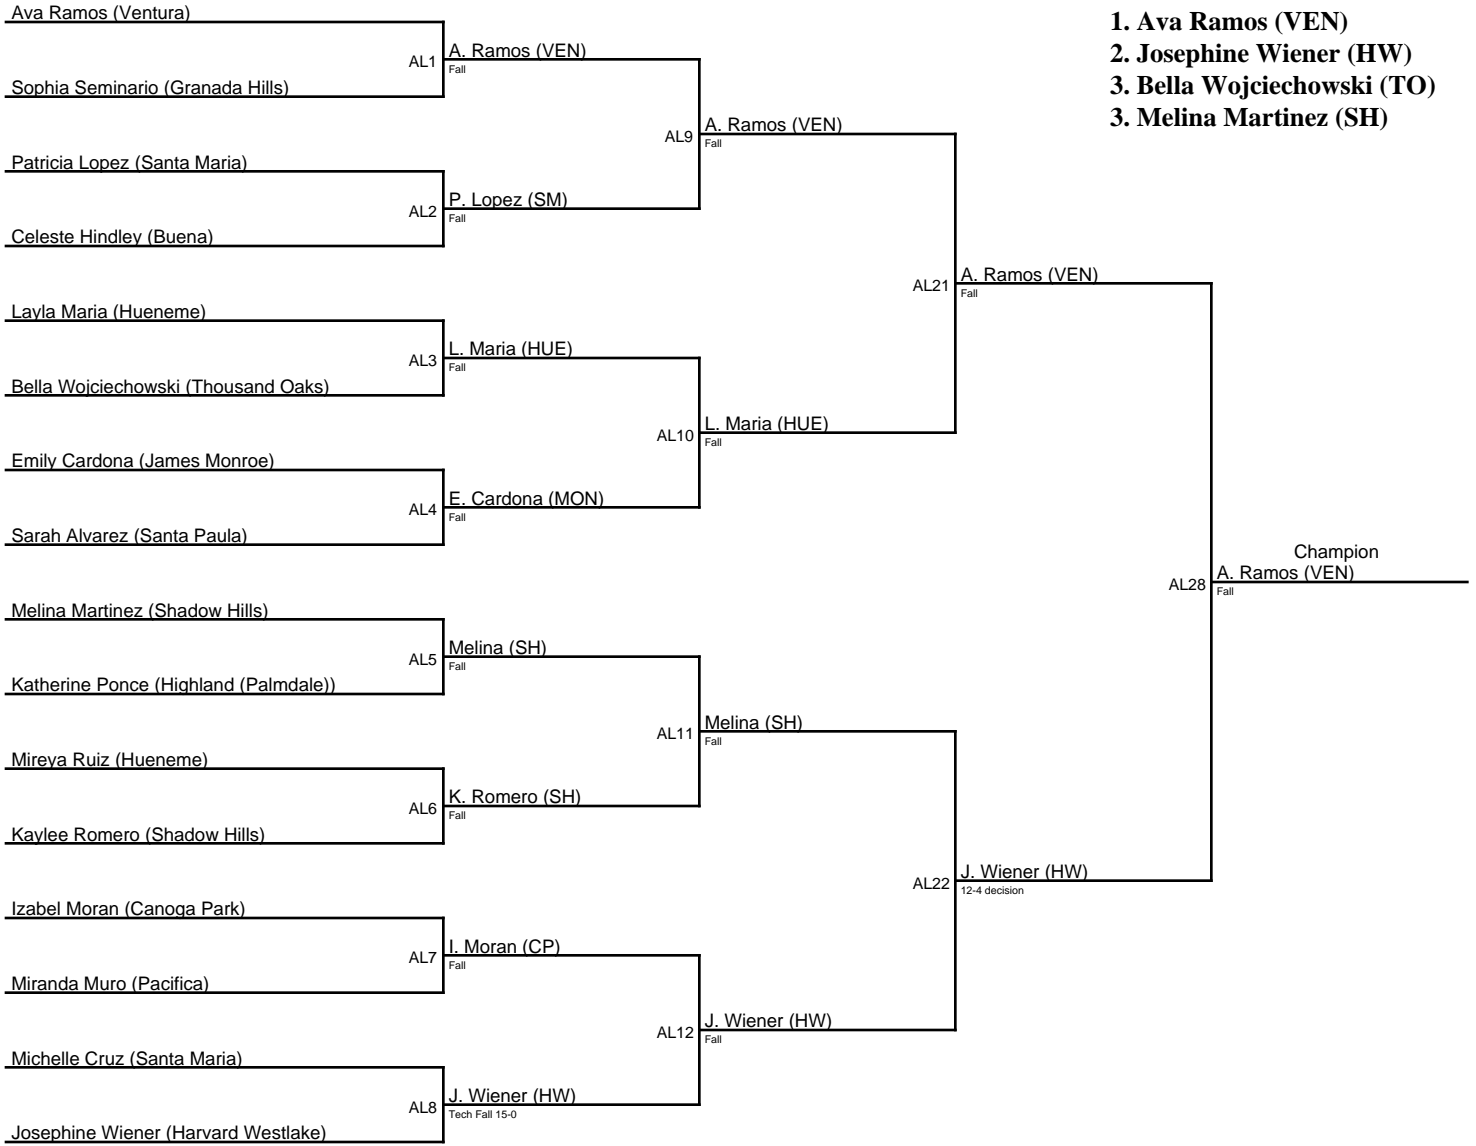 Ava Ramos (Ventura)
1. Ava Ramos (VEN)
2. Josephine Wiener (HW)
3. Bella Wojciechowski (TO)
3. Melina Martinez (SH)
AL1
A. Ramos (VEN)
Fall
Sophia Seminario (Granada Hills)
AL9
A. Ramos (VEN)
Fall
Patricia Lopez (Santa Maria)
AL2
P. Lopez (SM)
Fall
Celeste Hindley (Buena)
AL21
A. Ramos (VEN)
Fall
Layla Maria (Hueneme)
AL3
L. Maria (HUE)
Fall
Bella Wojciechowski (Thousand Oaks)
AL10
L. Maria (HUE)
Fall
Emily Cardona (James Monroe)
AL4
E. Cardona (MON)
Fall
Sarah Alvarez (Santa Paula)
Champion
AL28
A. Ramos (VEN)
Fall
Melina Martinez (Shadow Hills)
AL5
Melina (SH)
Fall
Katherine Ponce (Highland (Palmdale))
AL11
Melina (SH)
Fall
Mireya Ruiz (Hueneme)
AL6
K. Romero (SH)
Fall
Kaylee Romero (Shadow Hills)
AL22
J. Wiener (HW)
12-4 decision
Izabel Moran (Canoga Park)
AL7
I. Moran (CP)
Fall
Miranda Muro (Pacifica)
AL12
J. Wiener (HW)
Fall
Michelle Cruz (Santa Maria)
AL8
J. Wiener (HW)
Tech Fall 15-0
Josephine Wiener (Harvard Westlake)